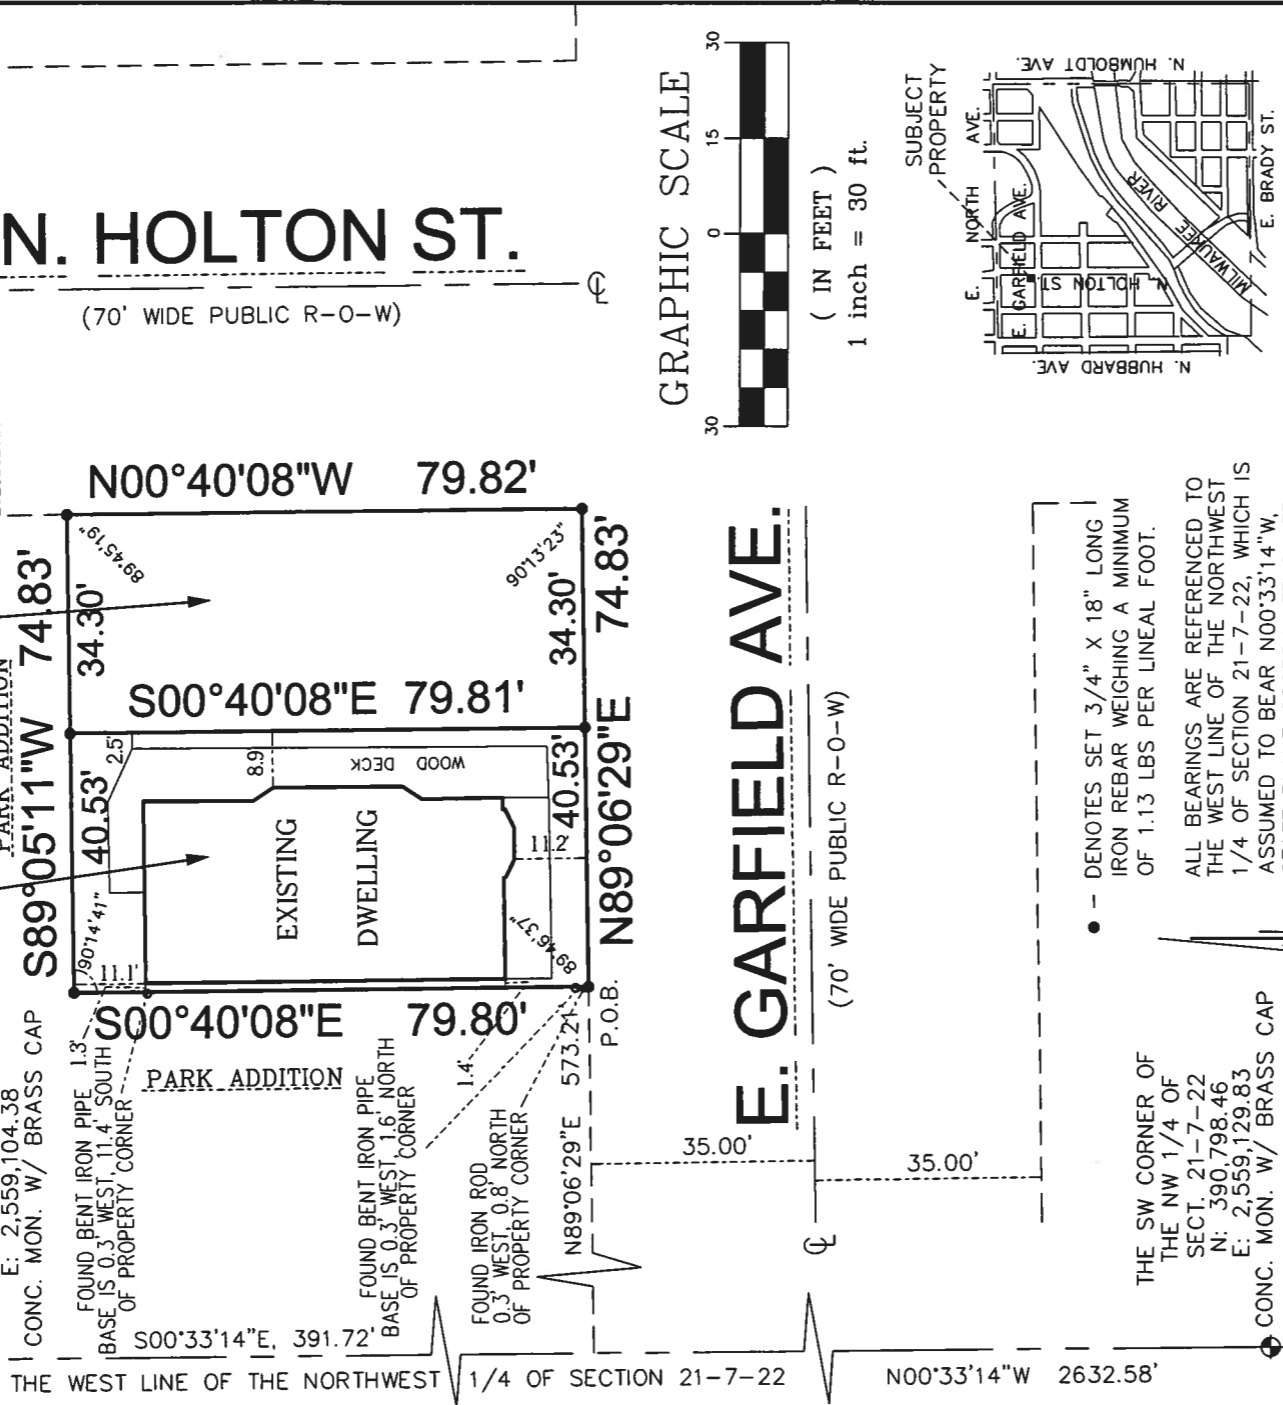 N. HOLTON ST.
(70' WIDE PUBLIC R-O-W)
℄
GRAPHIC SCALE
30
15
0
30
( IN FEET )
1 inch = 30 ft.
SUBJECT
PROPERTY
N. HUMBOLDT AVE.
E. NORTH AVE.
E. GARFIELD AVE.
N. HOLTON ST.
MILWAUKEE RIVER
E. BRADY ST.
N. HUBBARD AVE.
N00°40'08"W 79.82'
89°45'19"
90°13'23"
S89°05'11"W 74.83'
34.30'
34.30'
N89°06'29"E 74.83'
PARK ADDITION
S00°40'08"E 79.81'
2.5'
8.9'
WOOD DECK
40.53'
40.53'
EXISTING
DWELLING
11.2'
90°14'41"
89°46'37"
11.1'
S00°40'08"E 79.80'
P.O.B.
PARK ADDITION
1.3'
1.4'
E: 2,559,104.38
CONC. MON. W/ BRASS CAP
FOUND BENT IRON PIPE
BASE IS 0.3' WEST, 11.4' SOUTH
OF PROPERTY CORNER
FOUND BENT IRON PIPE
BASE IS 0.3' WEST, 1.6' NORTH
OF PROPERTY CORNER
FOUND IRON ROD
0.3' WEST, 0.8' NORTH
OF PROPERTY CORNER
N89°06'29"E 573.21'
E. GARFIELD AVE.
(70' WIDE PUBLIC R-O-W)
35.00'
35.00'
℄
● - DENOTES SET 3/4" X 18" LONG
IRON REBAR WEIGHING A MINIMUM
OF 1.13 LBS PER LINEAL FOOT.
ALL BEARINGS ARE REFERENCED TO
THE WEST LINE OF THE NORTHWEST
1/4 OF SECTION 21-7-22, WHICH IS
ASSUMED TO BEAR N00°33'14"W,
THE SW CORNER OF
THE NW 1/4 OF
SECT. 21-7-22
N: 390,798.46
E: 2,559,129.83
CONC. MON. W/ BRASS CAP
S00°33'14"E, 391.72'
THE WEST LINE OF THE NORTHWEST 1/4 OF SECTION 21-7-22
N00°33'14"W 2632.58'